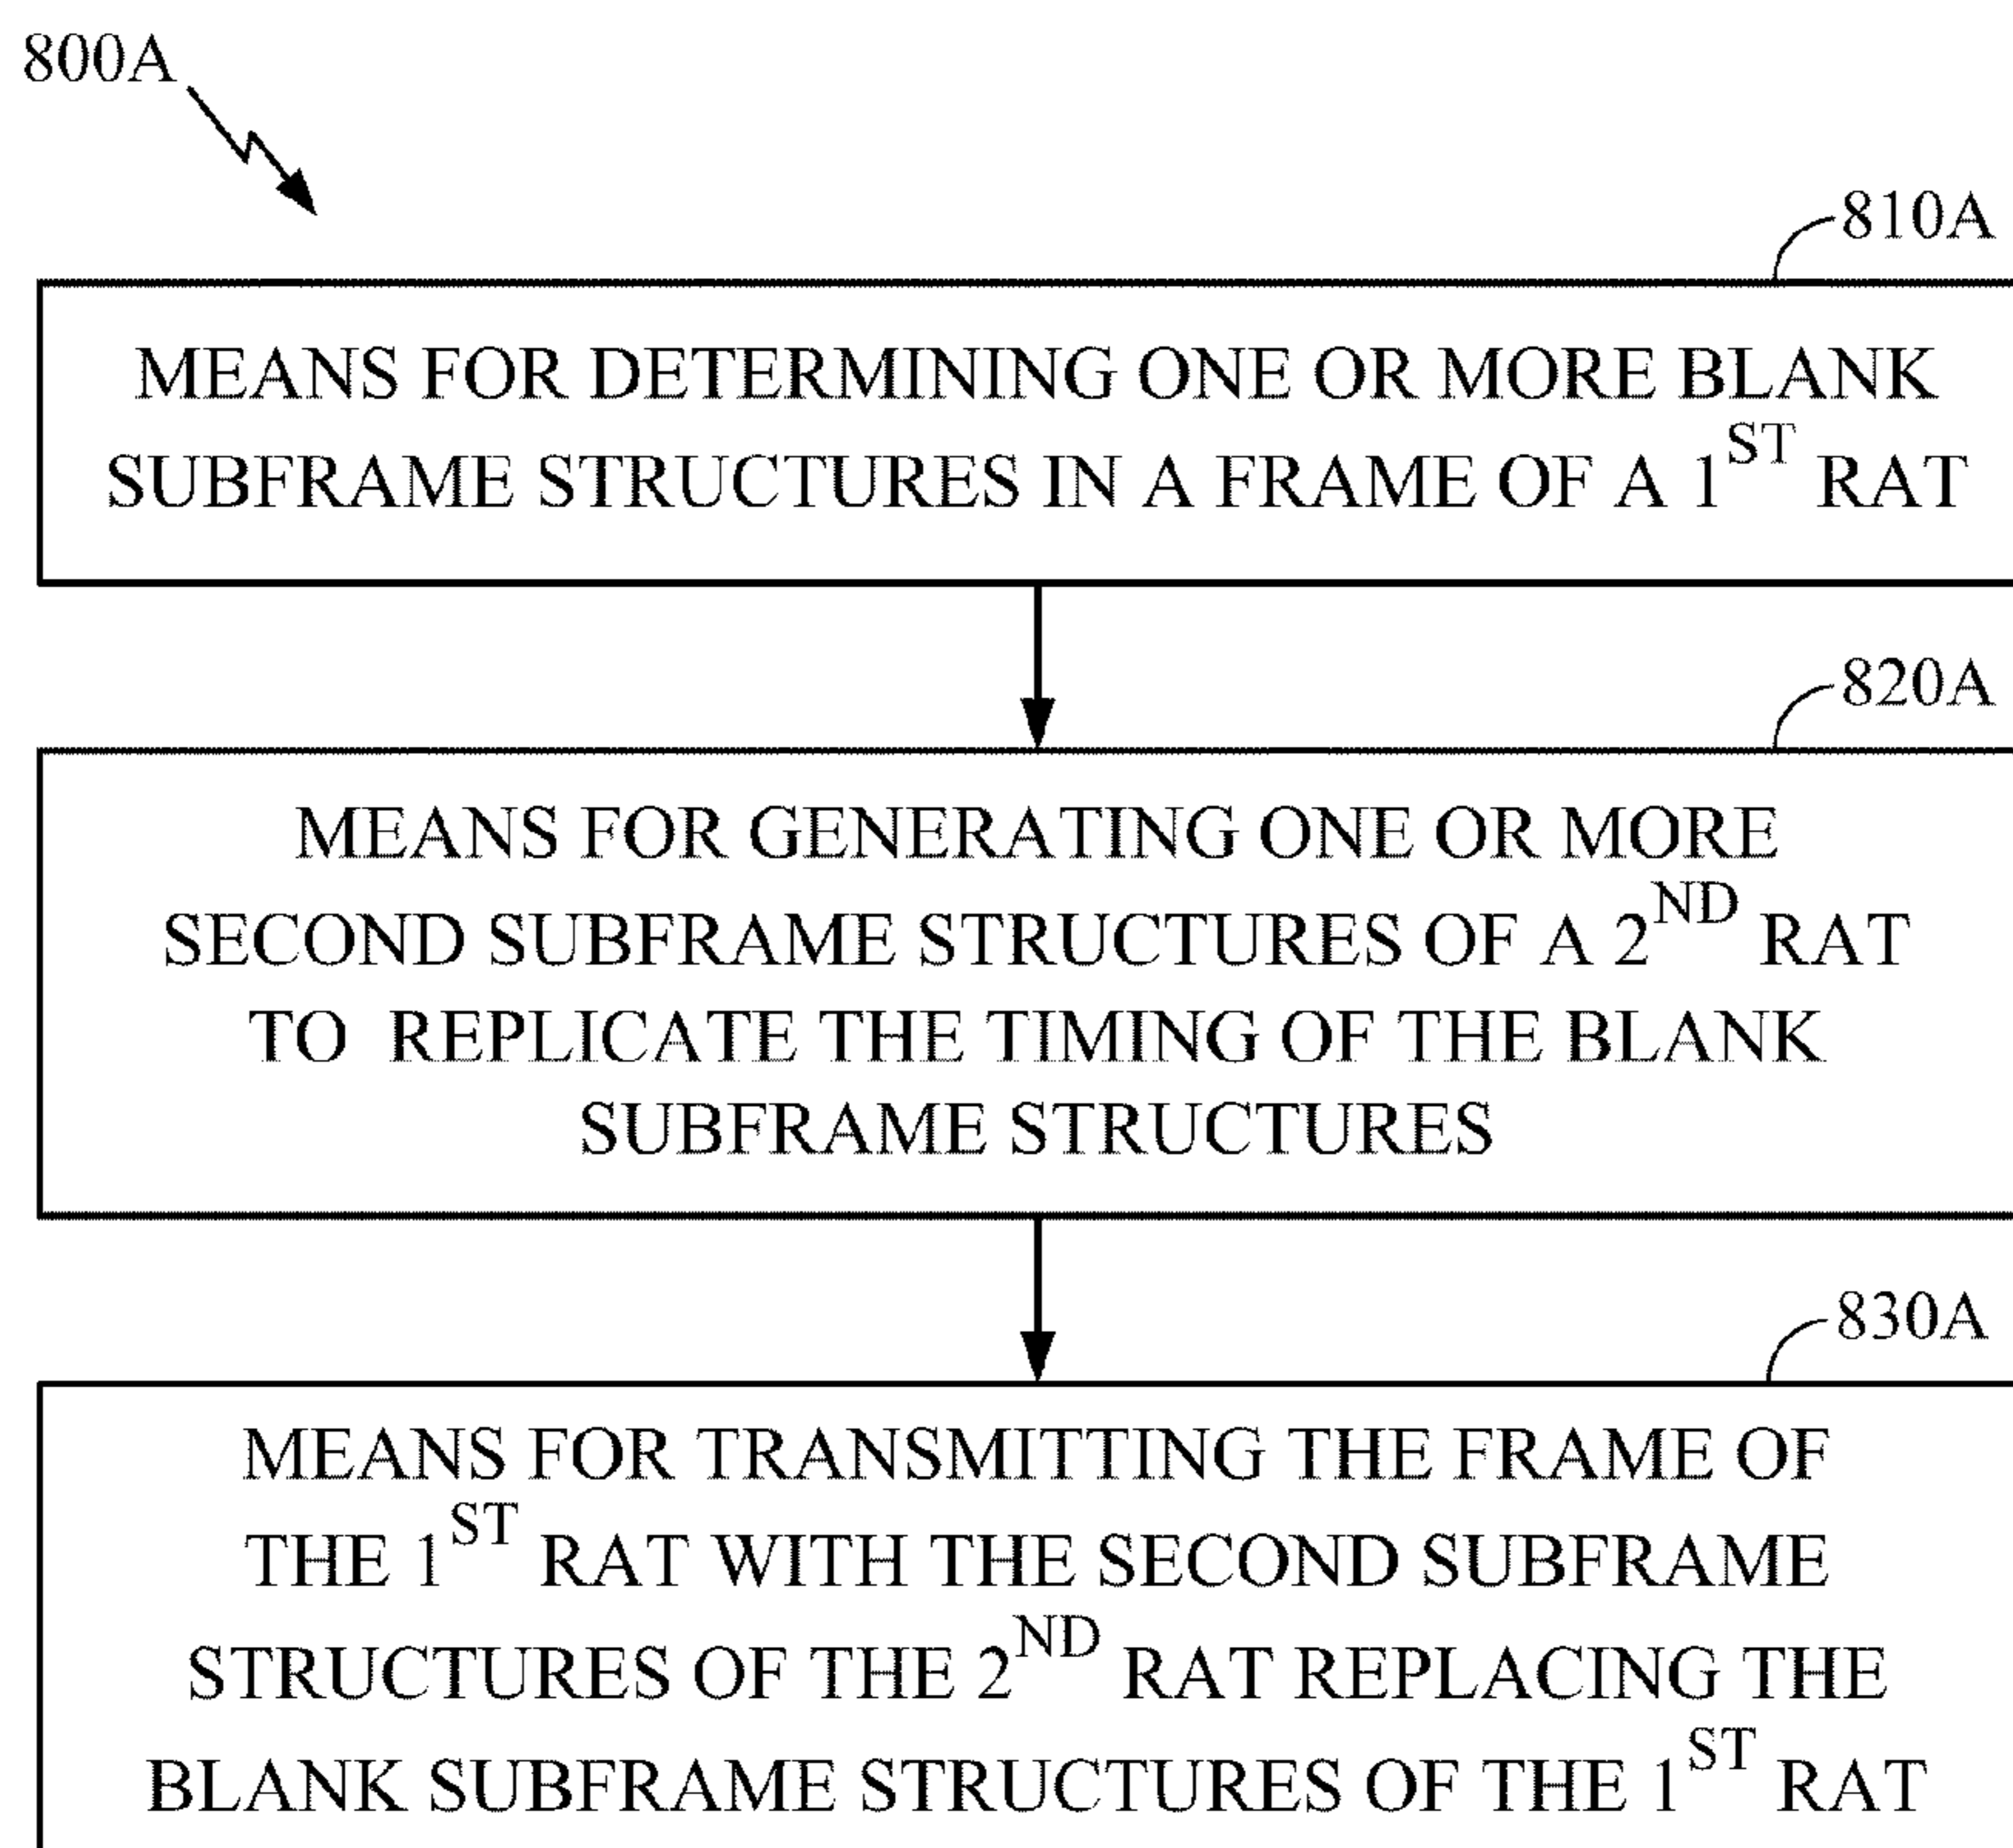 800A
810A
MEANS FOR DETERMINING ONE OR MORE BLANK
SUBFRAME STRUCTURES IN A FRAME OF A 1ST RAT
820A
MEANS FOR GENERATING ONE OR MORE
SECOND SUBFRAME STRUCTURES OF A 2ND RAT
TO REPLICATE THE TIMING OF THE BLANK
SUBFRAME STRUCTURES
830A
MEANS FOR TRANSMITTING THE FRAME OF
THE 1ST RAT WITH THE SECOND SUBFRAME
STRUCTURES OF THE 2ND RAT REPLACING THE
BLANK SUBFRAME STRUCTURES OF THE 1ST RAT